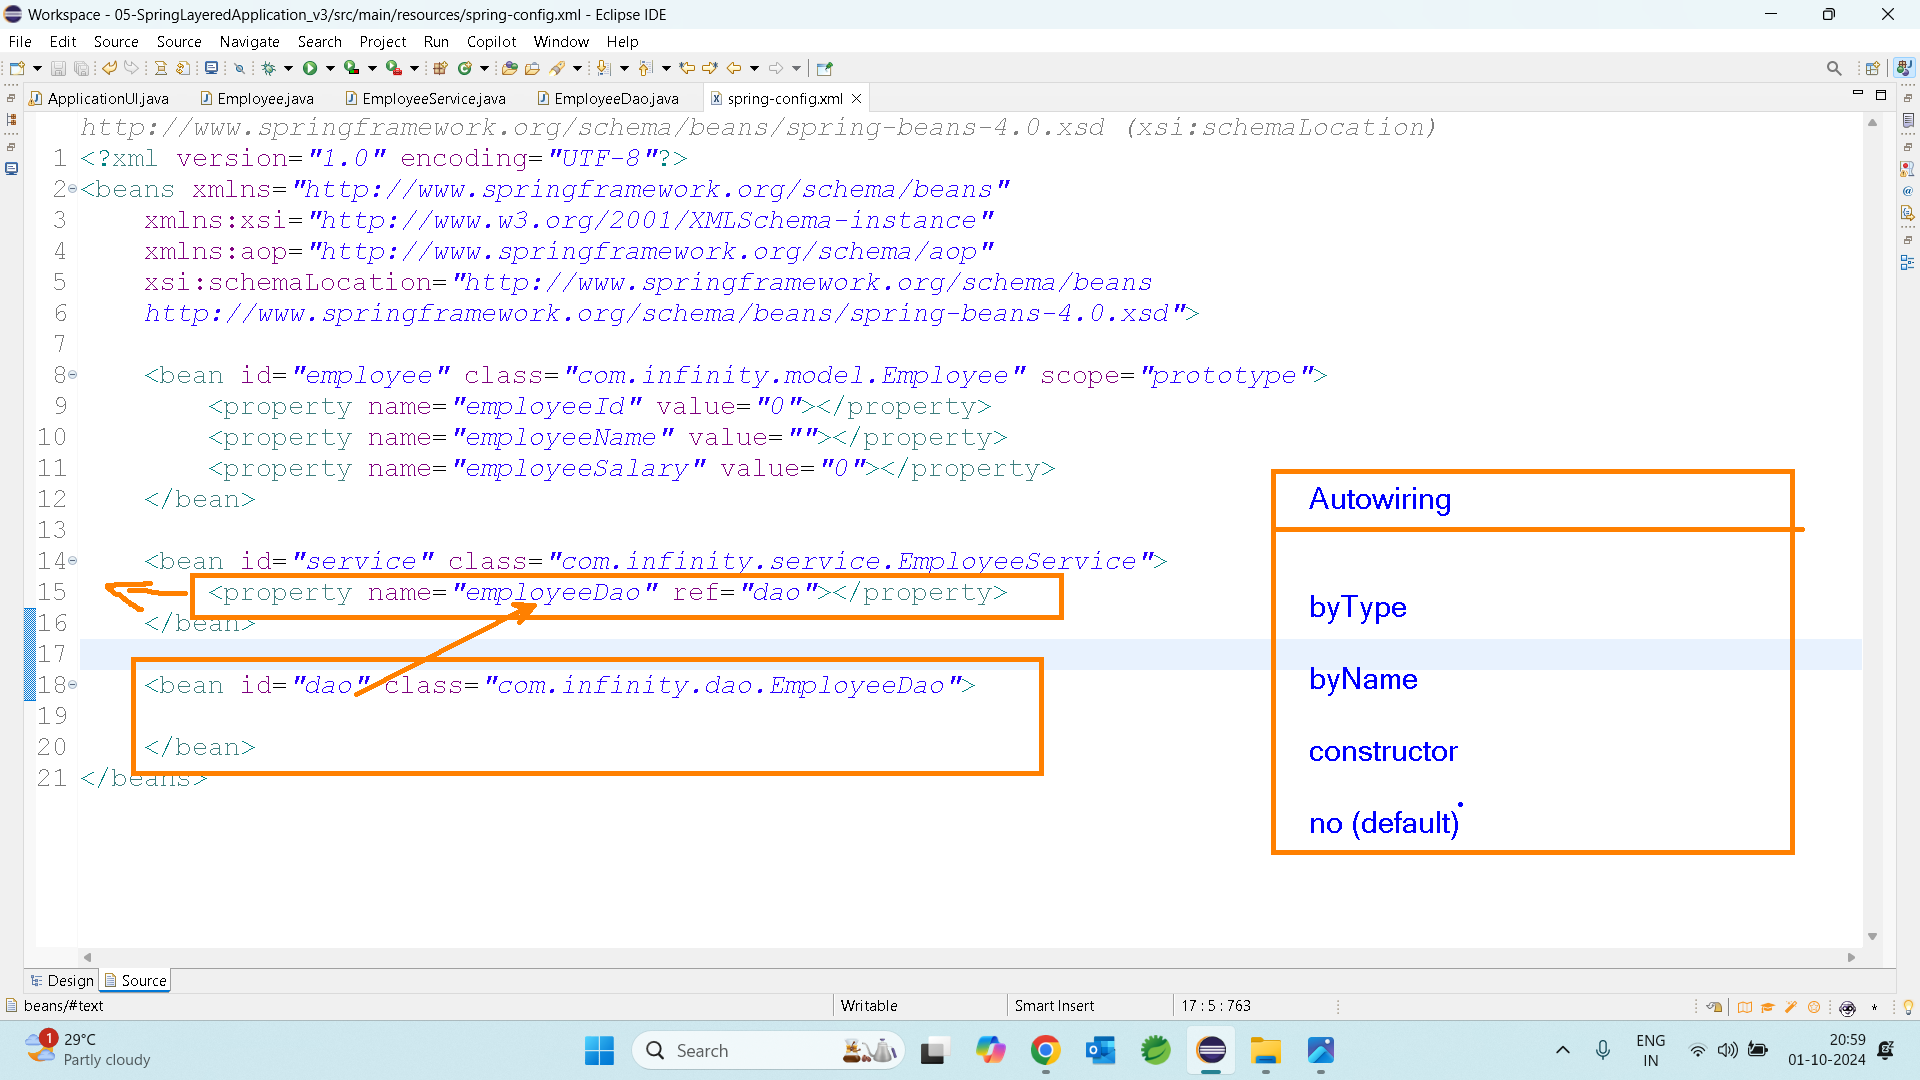 Workspace - 05-SpringLayeredApplication_v3/src/main/resources/spring-config.xml - Eclipse IDE
File Edit Source Source Navigate Search Project Run Copilot Window Help
ApplicationUI.java Employee.java EmployeeService.java EmployeeDao.java spring-config.xml
http://www.springframework.org/schema/beans/spring-beans-4.0.xsd (xsi:schemaLocation)
1 <?xml version="1.0" encoding="UTF-8"?>
2 <beans xmlns="http://www.springframework.org/schema/beans"
3 xmlns:xsi="http://www.w3.org/2001/XMLSchema-instance"
4 xmlns:aop="http://www.springframework.org/schema/aop"
5 xsi:schemaLocation="http://www.springframework.org/schema/beans
6 http://www.springframework.org/schema/beans/spring-beans-4.0.xsd">
7
8 <bean id="employee" class="com.infinity.model.Employee" scope="prototype">
9 <property name="employeeId" value="0"></property>
10 <property name="employeeName" value=""></property>
11 <property name="employeeSalary" value="0"></property>
12 </bean>
13
14 <bean id="service" class="com.infinity.service.EmployeeService">
15 <property name="employeeDao" ref="dao"></property>
16 </bean>
17
18 <bean id="dao" class="com.infinity.dao.EmployeeDao">
19
20 </bean>
21 </beans>
Autowiring
byType
byName
constructor
no (default)
Design Source
beans/#text Writable Smart Insert 17 : 5 : 763
1 29°C
Partly cloudy
Search
ENG
IN
20:59
01-10-2024